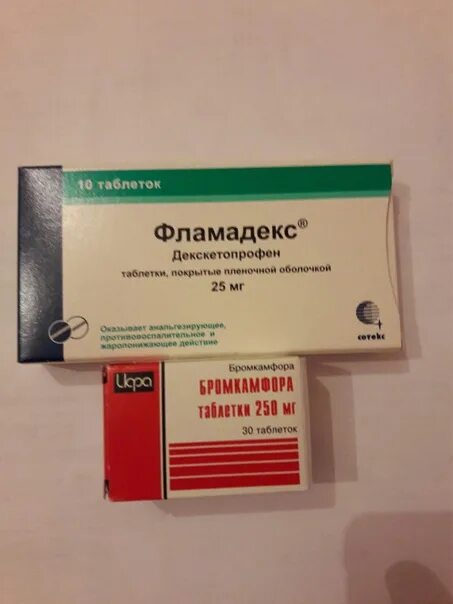 10 таблеток
Фламадекс®
Декскетопрофен
таблетки, покрытые пленочной оболочкой
25 мг
Оказывает анальгезирующее,
противовоспалительное и
жаропонижающее действие
сотекс
ИФРа
Бромкамфора
БРОМКАМФОРА
таблетки 250 мг
30 таблеток